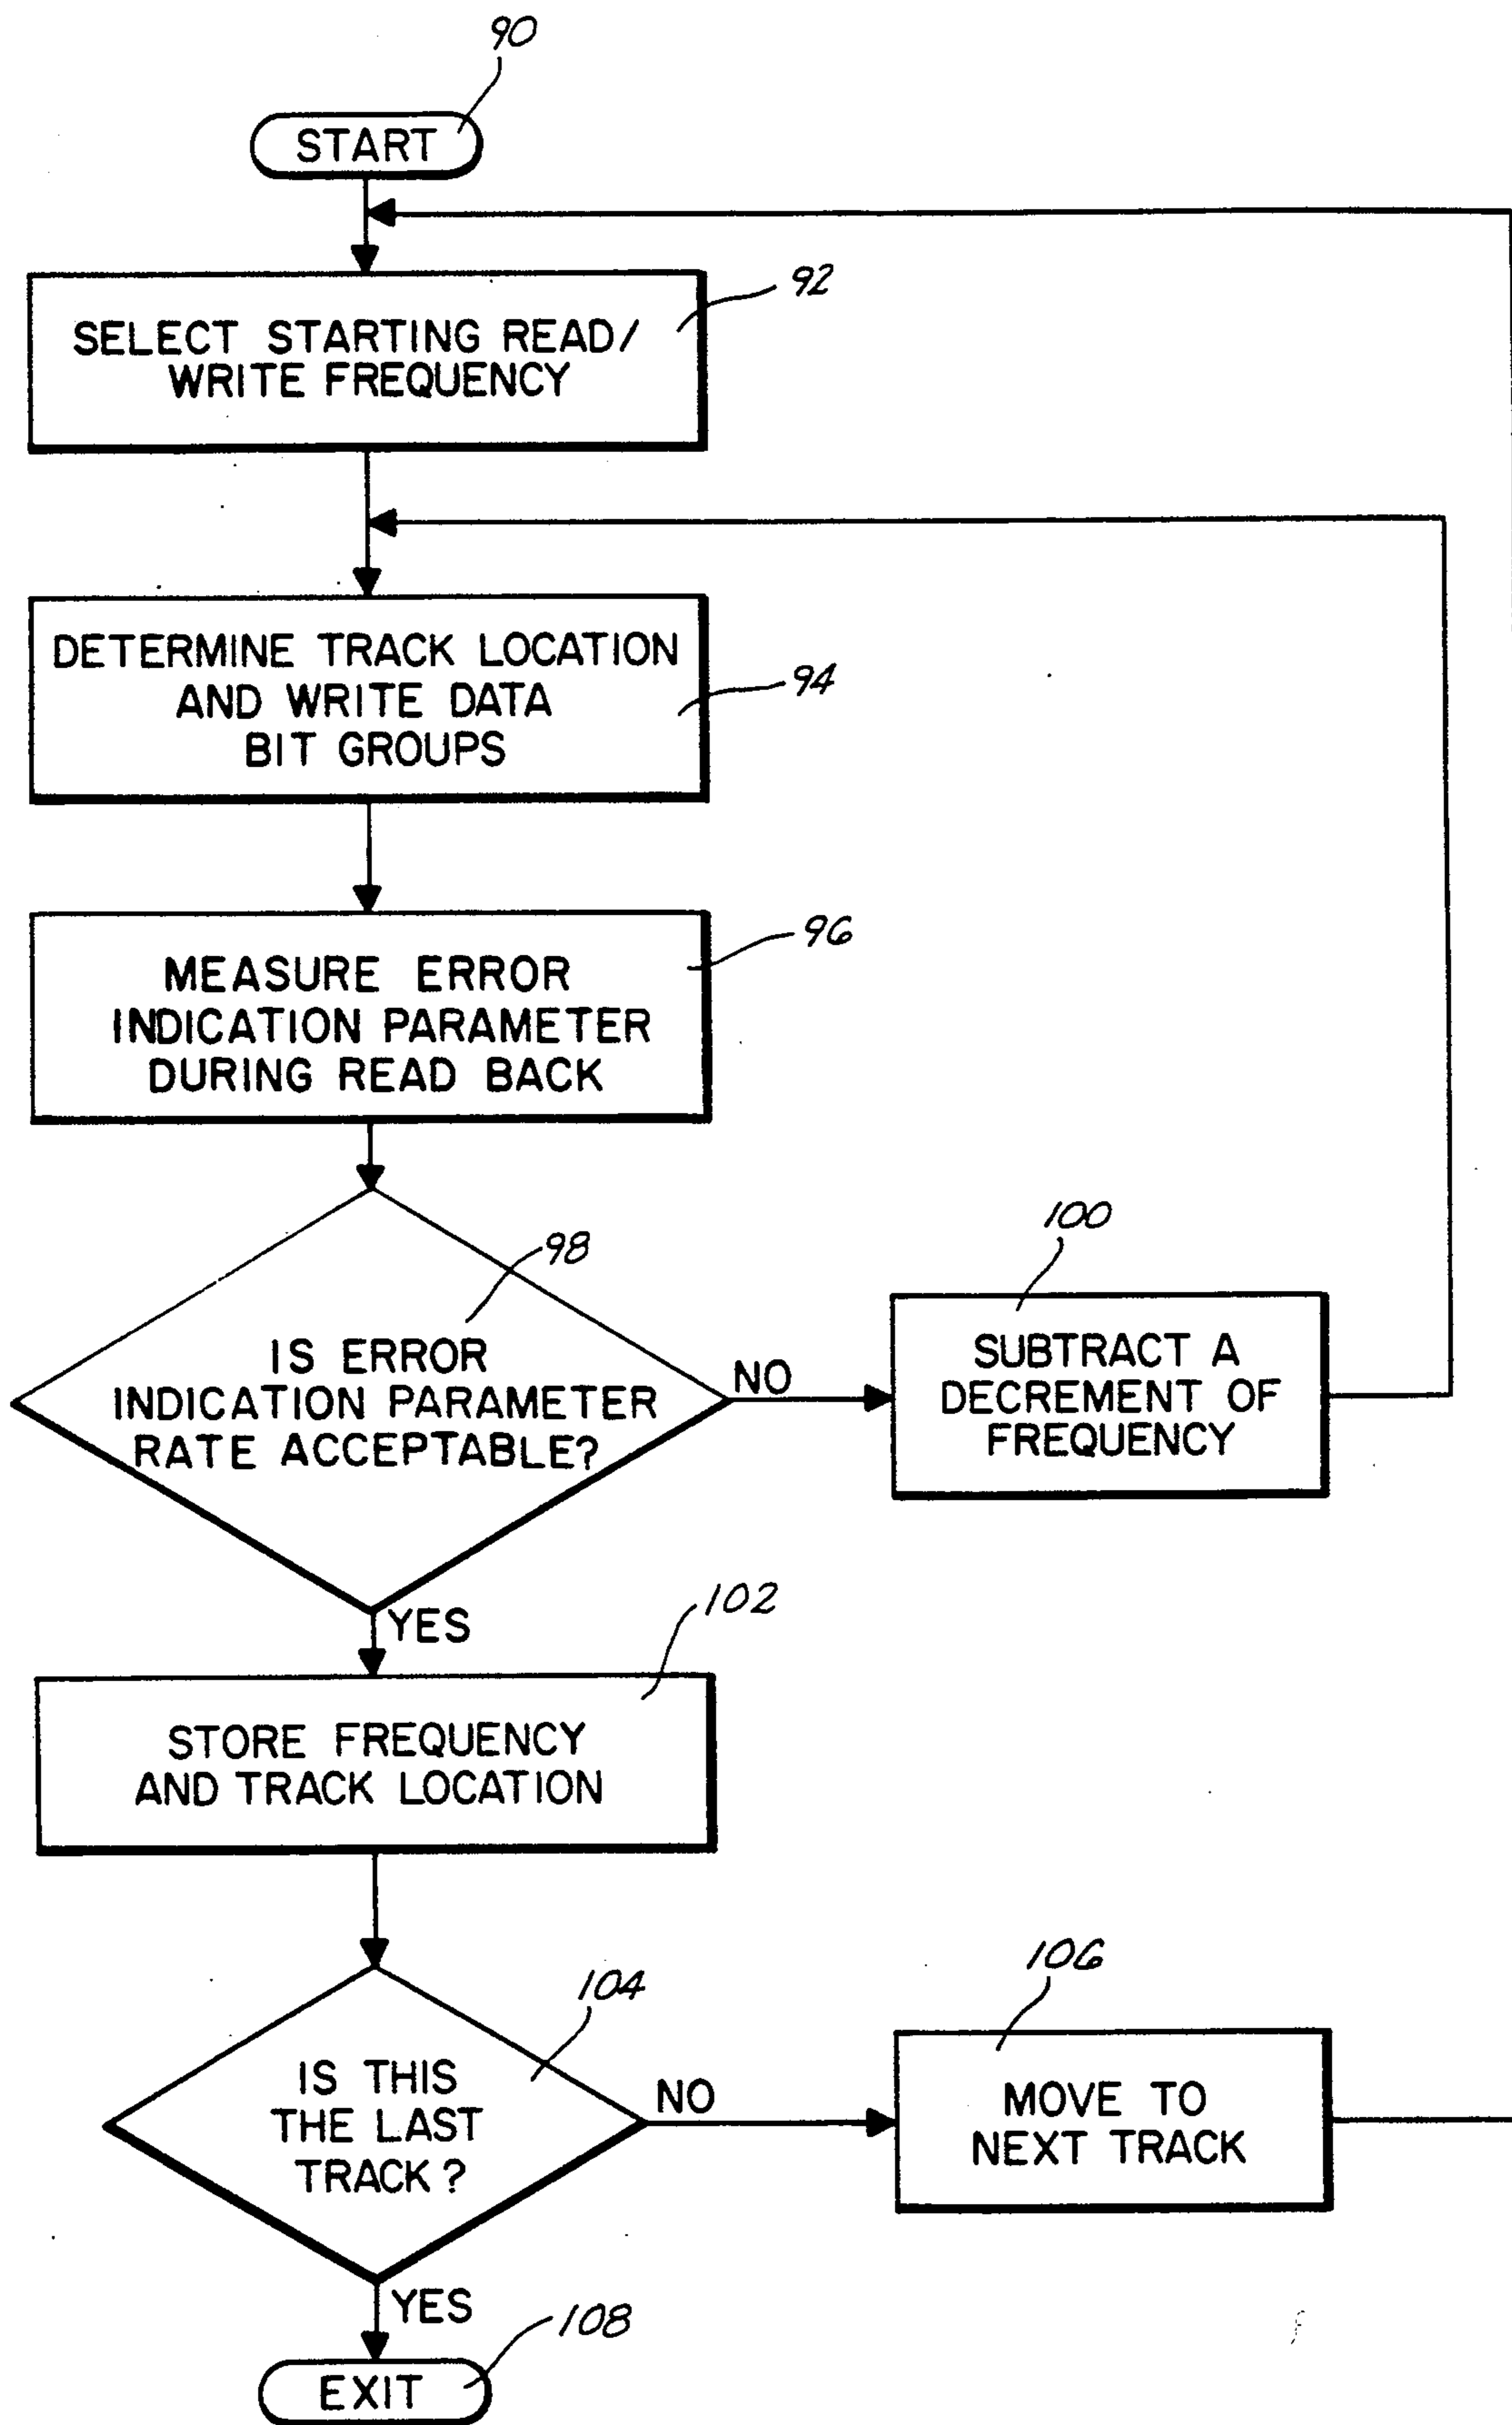 90
START
92
SELECT STARTING READ/
WRITE FREQUENCY
DETERMINE TRACK LOCATION
AND WRITE DATA
BIT GROUPS
94
96
MEASURE ERROR
INDICATION PARAMETER
DURING READ BACK
98
IS ERROR
INDICATION PARAMETER
RATE ACCEPTABLE?
NO
100
SUBTRACT A
DECREMENT OF
FREQUENCY
YES
102
STORE FREQUENCY
AND TRACK LOCATION
104
IS THIS
THE LAST
TRACK?
NO
106
MOVE TO
NEXT TRACK
YES
108
EXIT